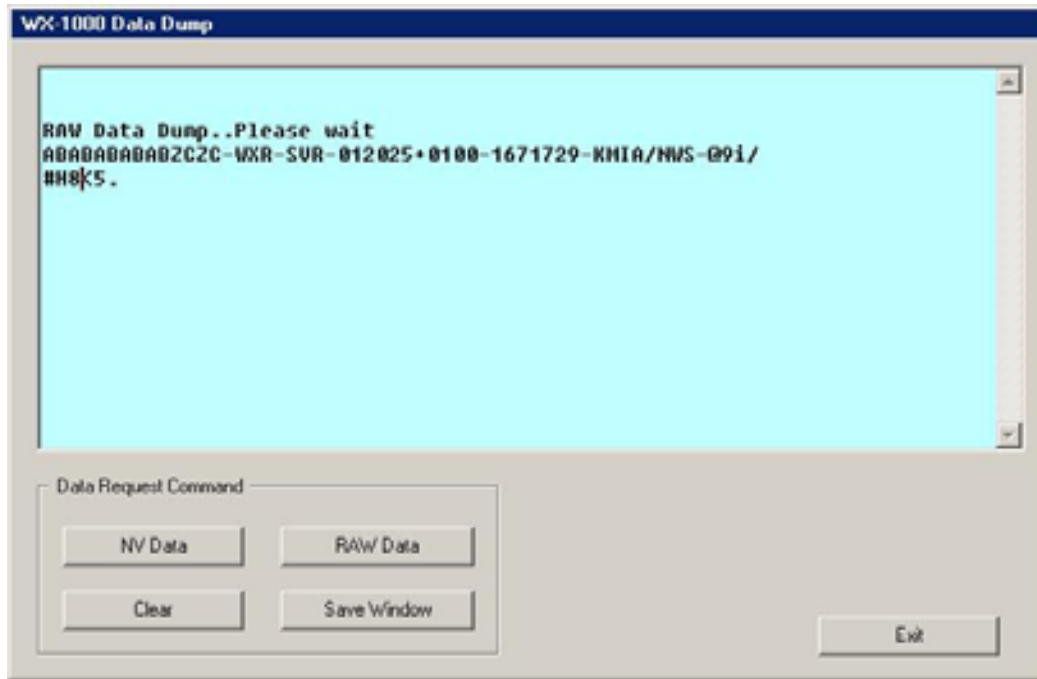 WX-1000 Data Dump
RAW Data Dump..Please wait
ABABABABABZCZC-WXR-SVR-012025+0100-1671729-KMIA/NWS-@9i/
#H8K5.
Data Request Command
NV Data
RAW Data
Clear
Save Window
Exit